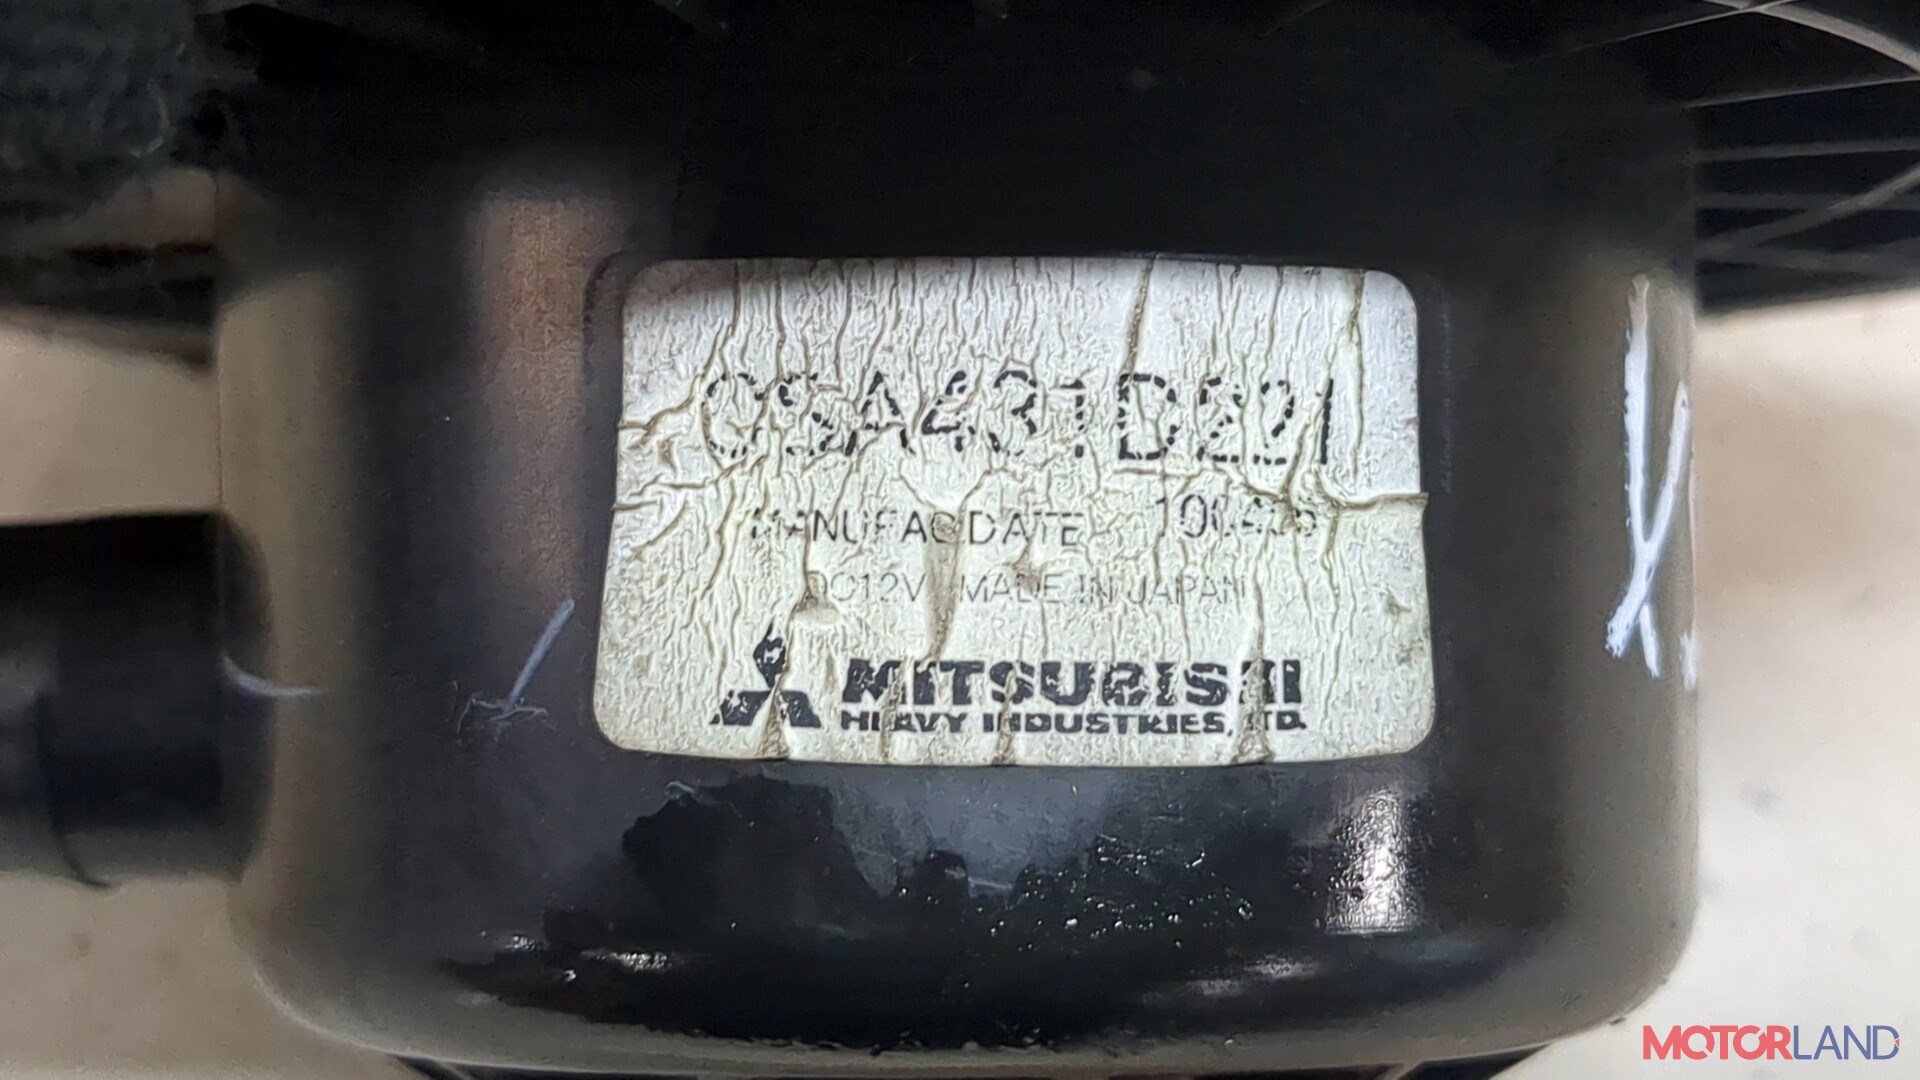 CSA431D221
MANUFAC DATE
DC12V MADE IN JAPAN
MITSUBISHI
HEAVY INDUSTRIES, LTD.
MOTORLAND